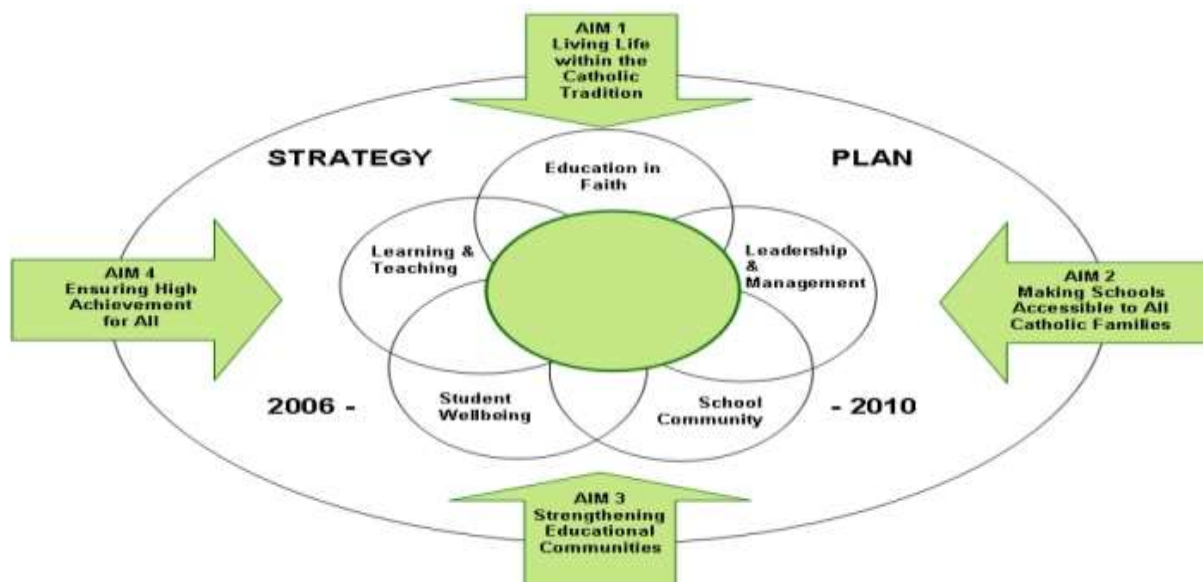 AIM 1
Living Life
within the
Catholic
Tradition
STRATEGY
PLAN
Education in
Faith
Learning &
Teaching
Leadership
&
Management
AIM 4
Ensuring High
Achievement
for All
AIM 2
Making Schools
Accessible to All
Catholic Families
2006 -
Student
Wellbeing
School
Community
- 2010
AIM 3
Strengthening
Educational
Communities